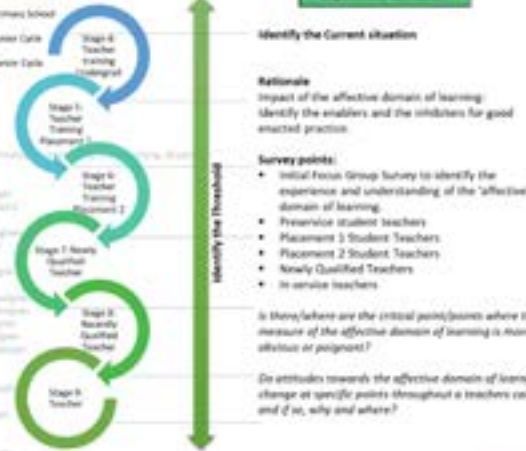 Primary School
Junior Cycle
Senior Cycle
Stage 4:
Teacher
training
Undergrad
Stage 5:
Teacher
Training
Placement 1
Stage 6:
Teacher
Training
Placement 2
Stage 7: Newly
Qualified
Teacher
Stage 8:
Recently
Qualified
Teacher
Stage 9:
Teacher
Identify the Threshold
Identify the Current situation
Rationale
Impact of the affective domain of learning:
Identify the enablers and the inhibitors for good
enacted practice
Survey points:
• Initial Focus Group Survey to identify the
experience and understanding of the 'affective
domain of learning.
• Preservice student teachers
• Placement 1 Student Teachers
• Placement 2 Student Teachers
• Newly Qualified Teachers
• In-service teachers
Is there/where are the critical point/points where
measure of the affective domain of learning is
obvious or poignant?
Do attitudes towards the affective domain of
change at specific points throughout a teachers
and if so, why and where?